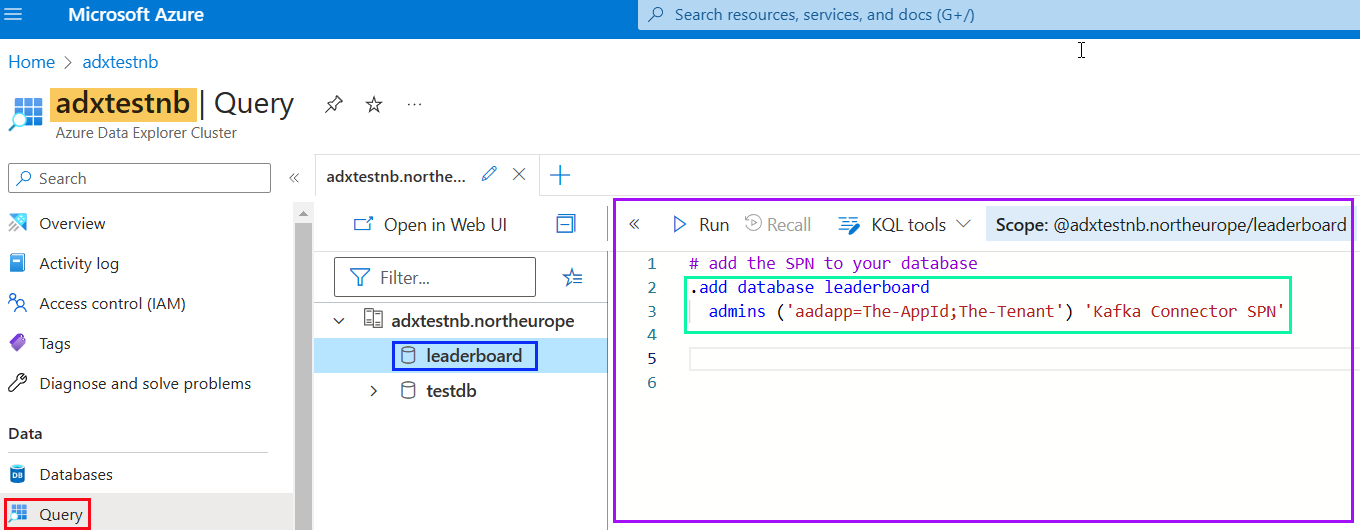 Microsoft Azure
Search resources, services, and docs (G+/)
Home > adxtestnb
adxtestnb | Query
...
Azure Data Explorer Cluster
Search
«
Overview
Activity log
Access control (IAM)
Tags
Diagnose and solve problems
Data
DB Databases
Query
adxtestnb.northe...
Open in Web UI
Filter...
adxtestnb.northeurope
leaderboard
testdb
« Run Recall KQL tools Scope: @adxtestnb.northeurope/leaderboard
1 # add the SPN to your database
2 .add database leaderboard
3 admins ('aadapp=The-AppId;The-Tenant') 'Kafka Connector SPN'
4
5
6